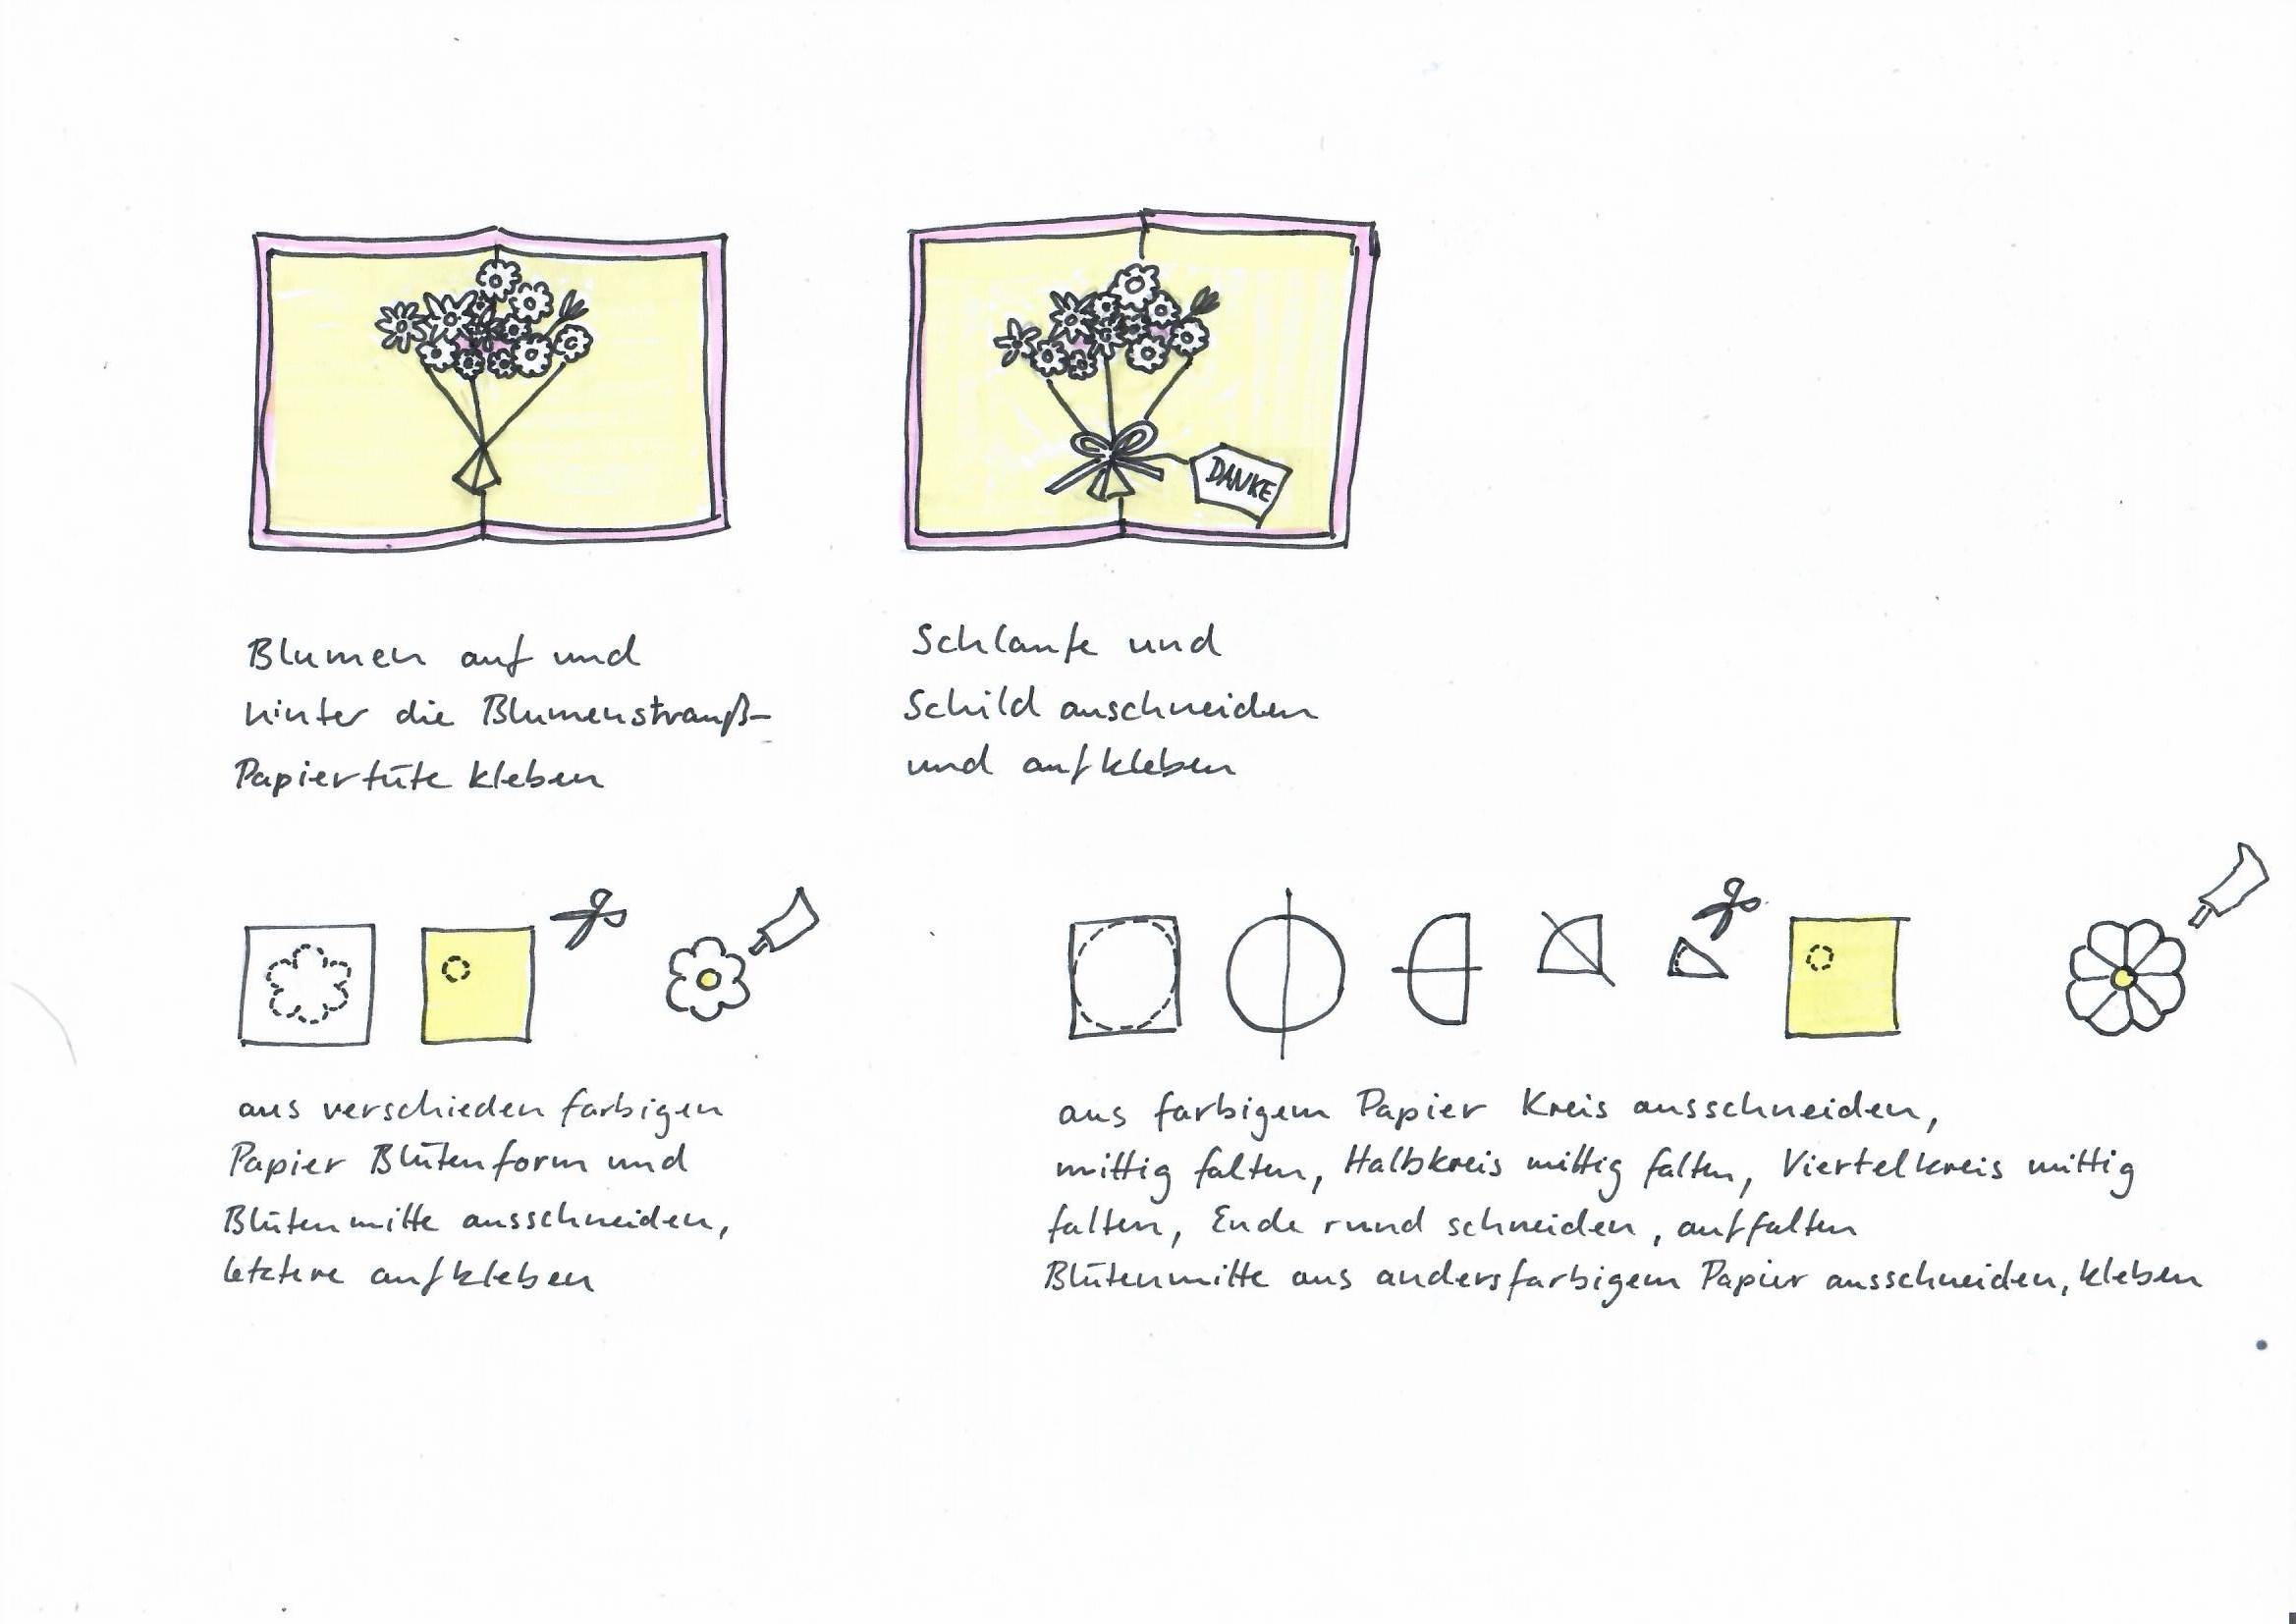 DANKE
Blumen auf und
hinter die Blumenstrauß-
Papiertüte kleben
Schlaufe und
Schild auschneiden
und aufkleben
aus verschieden farbigen
Papier Blütenform und
Blütenmitte ausschneiden,
letztere aufkleben
aus farbigem Papier Kreis ausschneiden,
mittig falten, Halbkreis mittig falten, Viertelkreis mittig
falten, Ende rund schneiden, auffalten
Blütenmitte aus andersfarbigem Papier ausschneiden, kleben